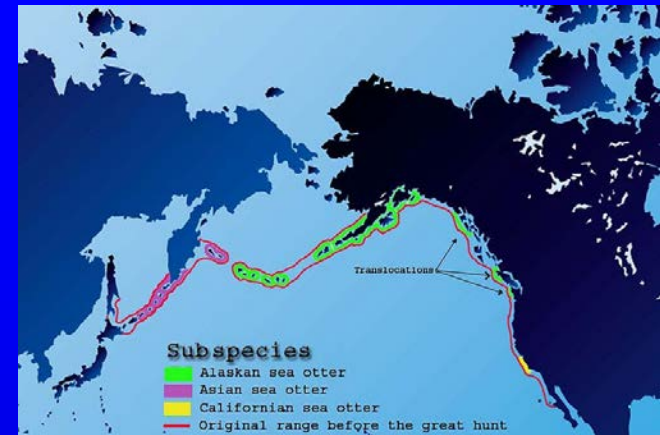 Translocations
Subspecies
Alaskan sea otter
Asian sea otter
Californian sea otter
Original range before the great hunt